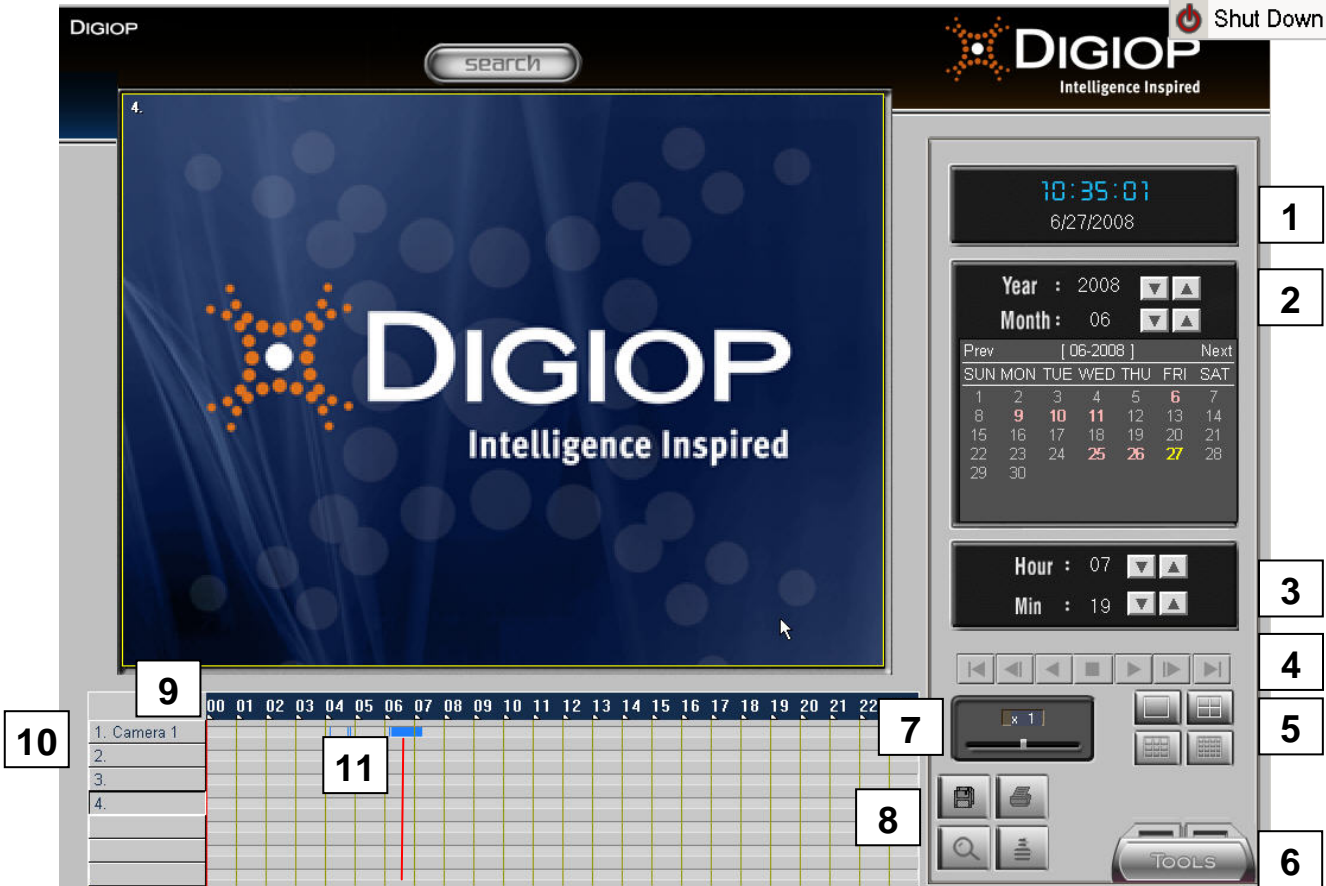 Shut Down
DIGIOP
search
DIGIOP
Intelligence Inspired
4.
DIGIOP
Intelligence Inspired
10:35:01
6/27/2008
1
Year : 2008
Month : 06
2
Prev [ 06-2008 ] Next
SUN MON TUE WED THU FRI SAT
1 2 3 4 5 6 7
8 9 10 11 12 13 14
15 16 17 18 19 20 21
22 23 24 25 26 27 28
29 30
Hour : 07
Min : 19
3
4
9
00 01 02 03 04 05 06 07 08 09 10 11 12 13 14 15 16 17 18 19 20 21 22
7
x 1
5
10
1. Camera 1
2.
3.
4.
11
8
TOOLS
6